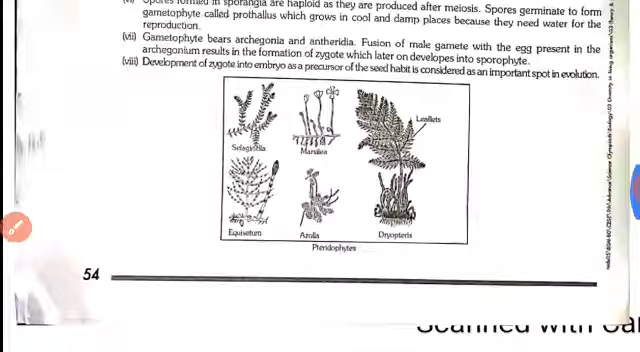 Spores formed in sporangia are haploid as they are produced after meiosis. Spores germinate to form
gametophyte called prothallus which grows in cool and damp places because they need water for the
reproduction.
(vii) Gametophyte bears archegonia and antheridia. Fusion of male gamete with the egg present in the
archegonium results in the formation of zygote which later on developes into sporophyte.
(viii) Development of zygote into embryo as a precursor of the seed habit is considered as an important spot in evolution.
Leaflets
Selaginella Marsilea
Equisetum Azolla Dryopteris
Pteridophytes
54
Scanned with